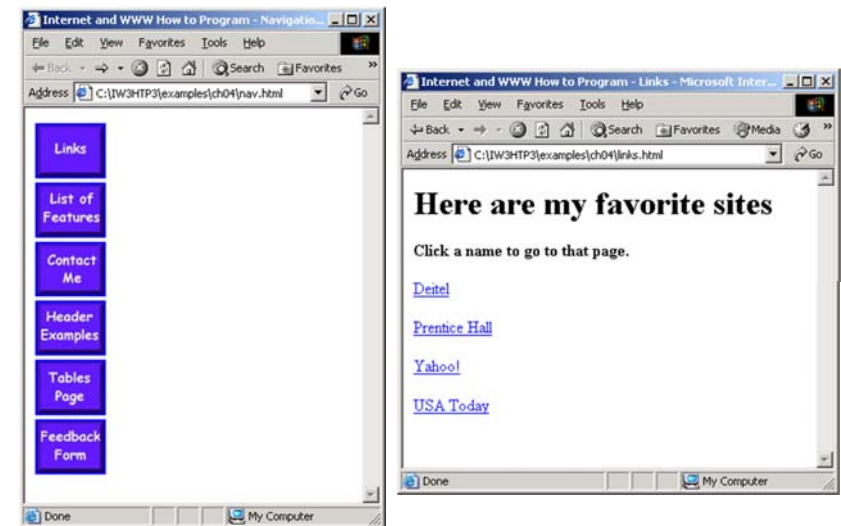 Internet and WWW How to Program - Navigatio...
File Edit View Favorites Tools Help
Back Search Favorites »
Address C:\IW3HTP3\examples\ch04\nav.html Go
Links
List of
Features
Contact
Me
Header
Examples
Tables
Page
Feedback
Form
Done My Computer
Internet and WWW How to Program - Links - Microsoft Inter...
File Edit View Favorites Tools Help
Back Search Favorites Media »
Address C:\IW3HTP3\examples\ch04\links.html Go
Here are my favorite sites
Click a name to go to that page.
Deitel
Prentice Hall
Yahoo!
USA Today
Done My Computer